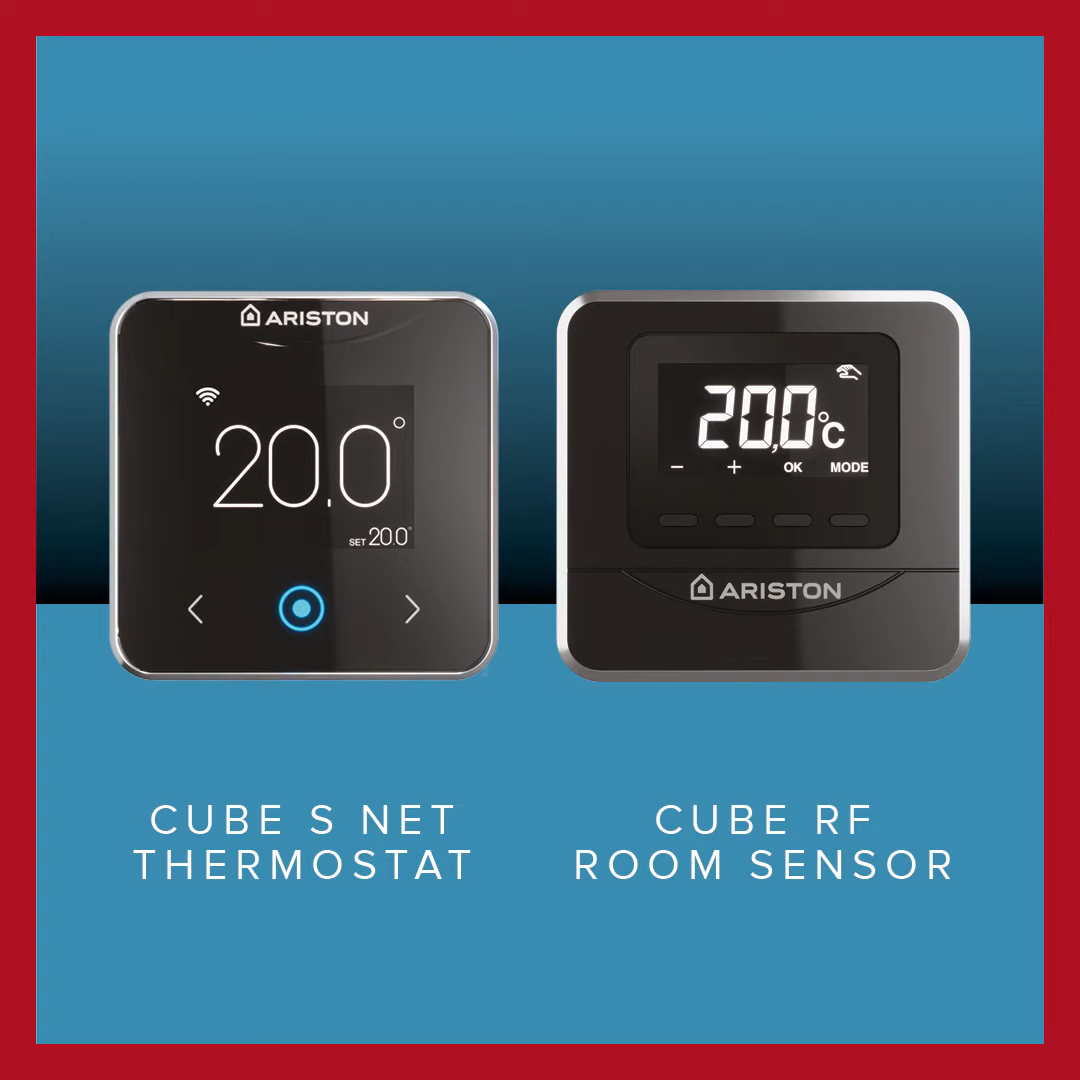 ARISTON
20.0°
SET 20.0°
ARISTON
20,0°C
− + OK MODE
CUBE S NET
THERMOSTAT
CUBE RF
ROOM SENSOR